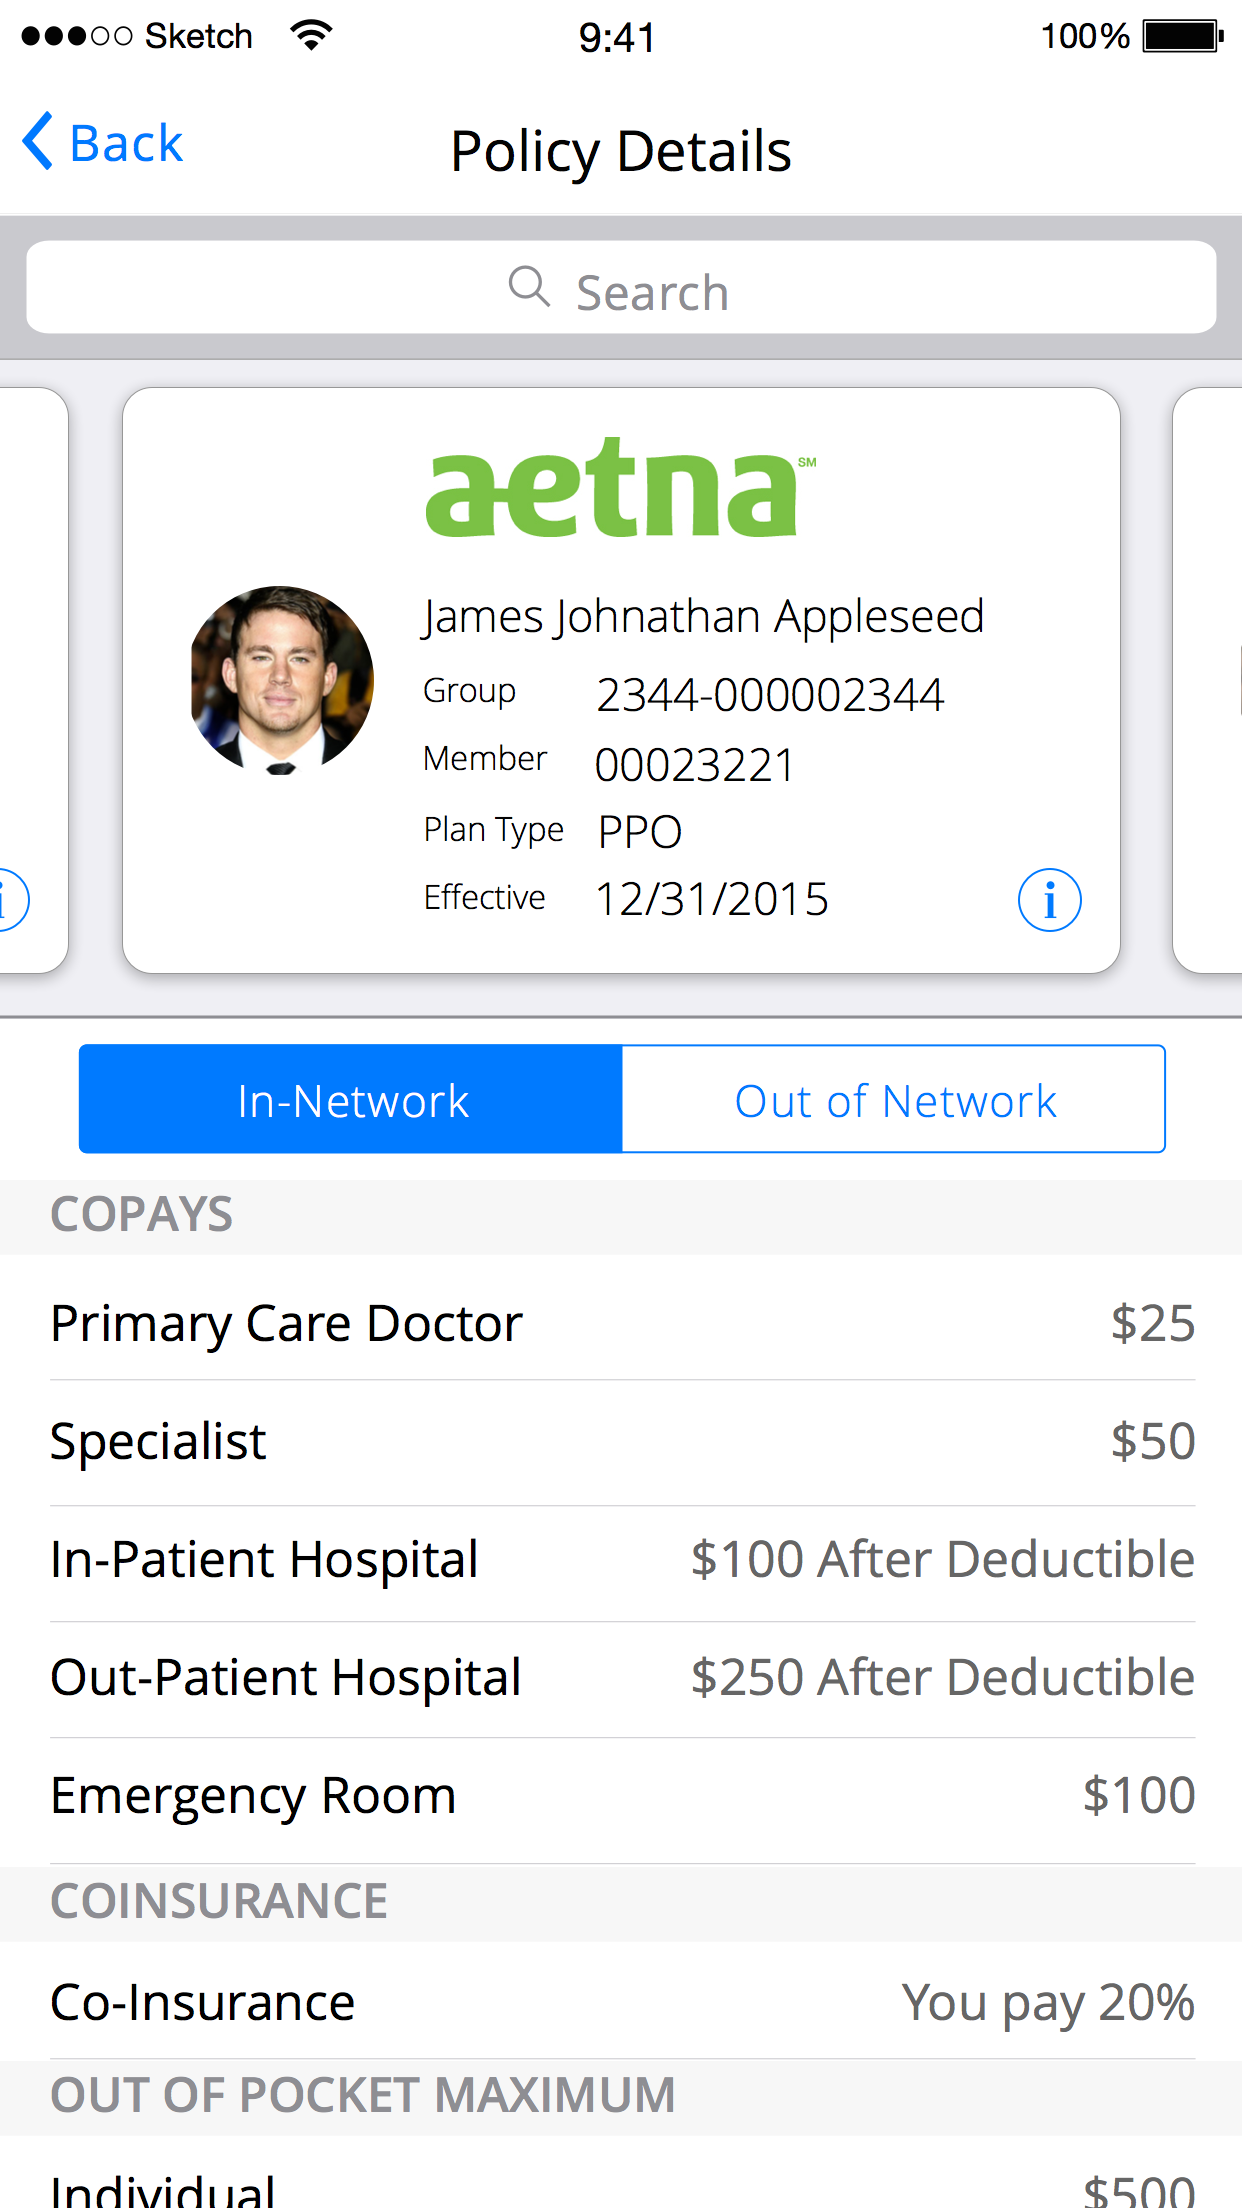 Sketch 9:41 100%
Back Policy Details
Search
aetna SM
James Johnathan Appleseed
Group 2344-000002344
Member 00023221
Plan Type PPO
Effective 12/31/2015
i i
In-Network Out of Network
COPAYS
Primary Care Doctor $25
Specialist $50
In-Patient Hospital $100 After Deductible
Out-Patient Hospital $250 After Deductible
Emergency Room $100
COINSURANCE
Co-Insurance You pay 20%
OUT OF POCKET MAXIMUM
Individual $500